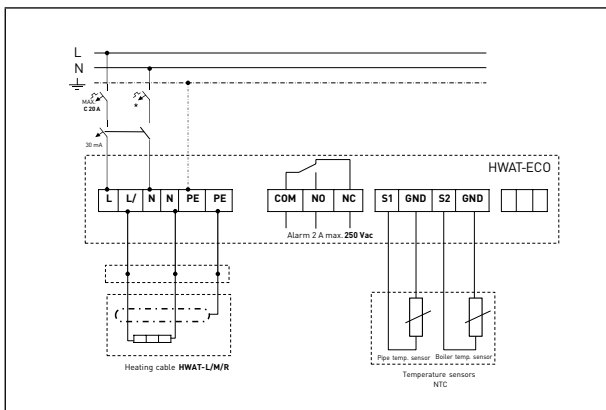 L
N
MAX.
C 20 A
*
30 mA
HWAT-ECO
L L/ N N PE PE
COM NO NC
S1 GND S2 GND
Alarm 2 A max. 250 Vac
Pipe temp. sensor Boiler temp. sensor
Heating cable HWAT-L/M/R
Temperature sensors
NTC